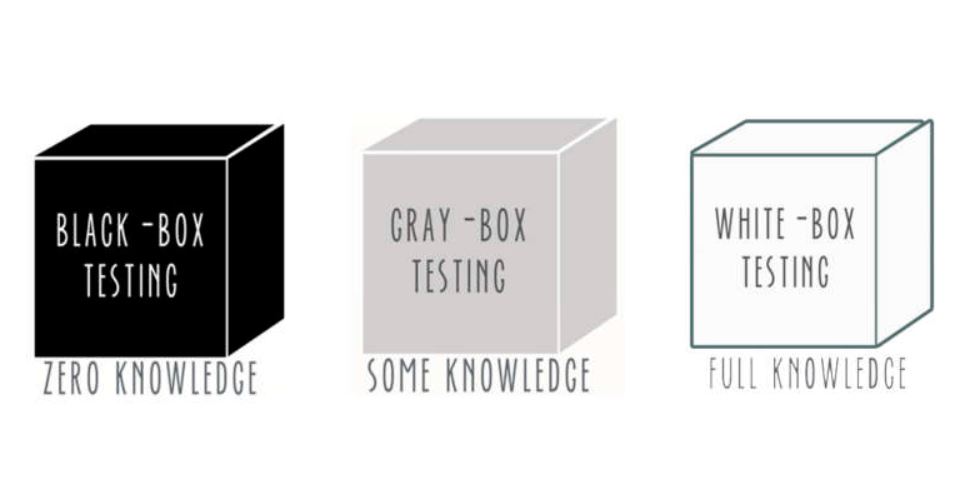 BLACK -BOX
TESTING
ZERO KNOWLEDGE
GRAY -BOX
TESTING
SOME KNOWLEDGE
WHITE -BOX
TESTING
FULL KNOWLEDGE